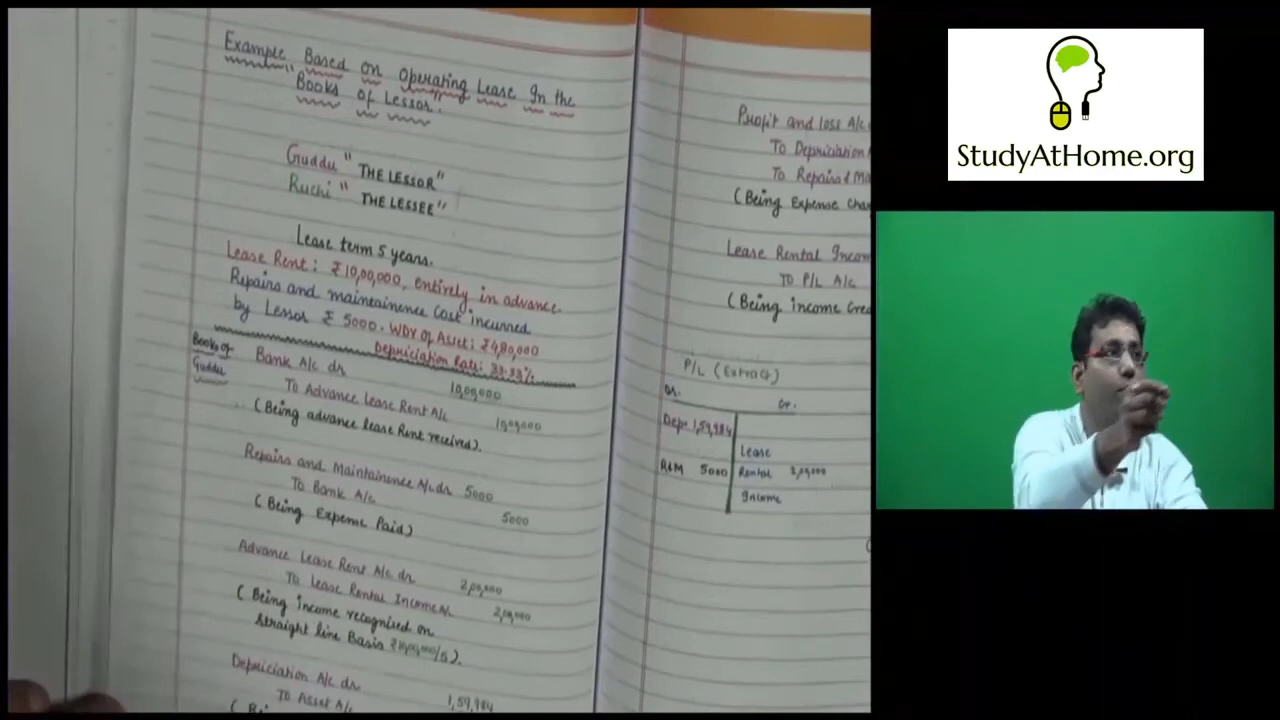 Example Based on Operating Lease In the
"Books of Lessor".
Guddu "THE LESSOR"
Ruchi "THE LESSEE"
Lease term 5 years.
Lease Rent: ₹10,00,000, entirely in advance
Repairs and maintainence Cost incurred
by Lessor ₹ 5000. WDV of Asset: ₹4,80,000
Depriciation Rate: 33.33%.
Books of
Guddu
Bank A/c dr 10,00,000
To Advance Lease Rent A/c 10,00,000
(Being advance lease Rent received).
Repairs and Maintainence A/c dr 5000
To Bank A/c 5000
(Being Expense Paid)
Advance Lease Rent A/c dr 2,00,000
To Lease Rental Income A/c 2,00,000
(Being income recognised on
straight line Basis ₹10,00,000/5).
Depriciation A/c dr 1,59,984
To Asset A/c
Profit and loss A/c
To Depriciation
To Repairs &
(Being Expense
Lease Rental
To P/L A/c
(Being income
P/L (Extract)
Dr. Cr.
Depr 1,59,984
Lease
R&M 5000 Rental 2,00,000
Income
StudyAtHome.org